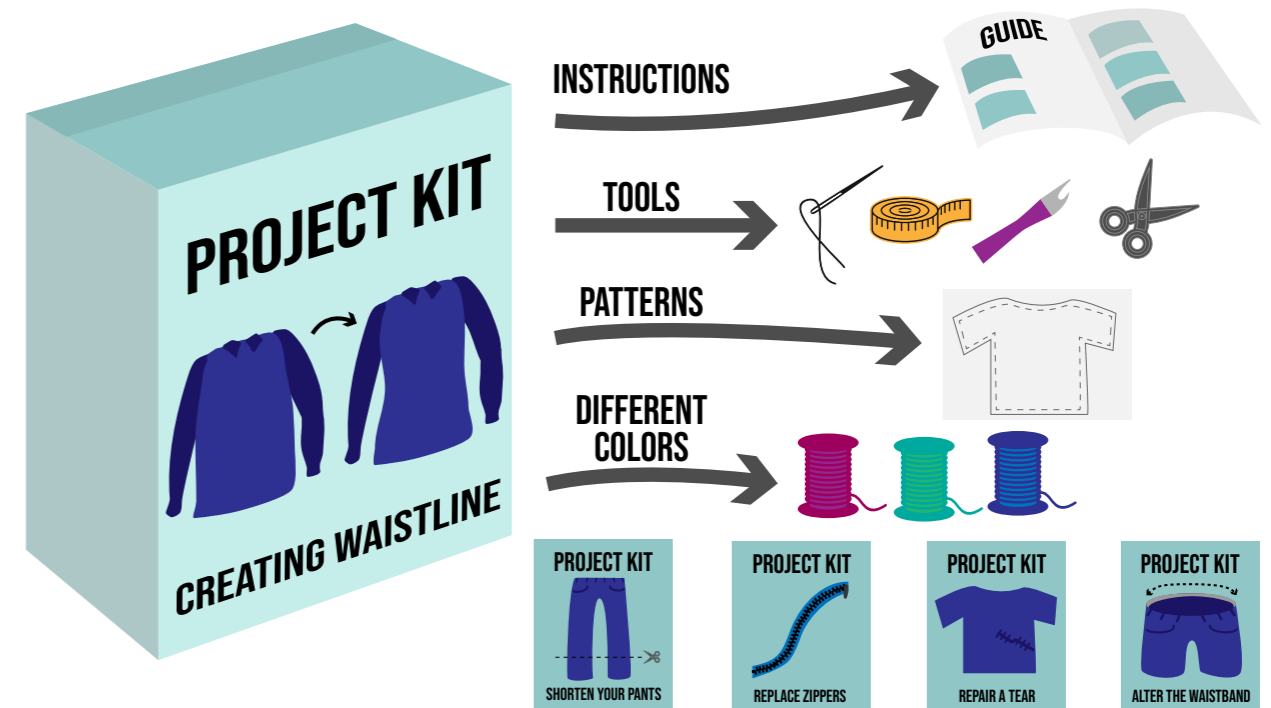 PROJECT KIT
CREATING WAISTLINE
INSTRUCTIONS
GUIDE
TOOLS
PATTERNS
DIFFERENT
COLORS
PROJECT KIT
SHORTEN YOUR PANTS
PROJECT KIT
REPLACE ZIPPERS
PROJECT KIT
REPAIR A TEAR
PROJECT KIT
ALTER THE WAISTBAND